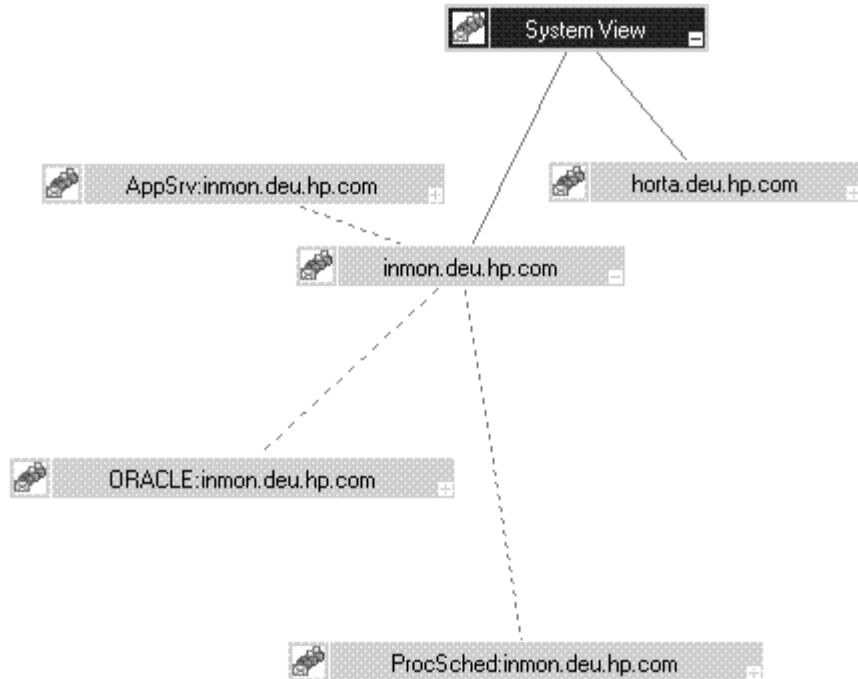 System View
AppSrv:inmon.deu.hp.com
horta.deu.hp.com
inmon.deu.hp.com
ORACLE:inmon.deu.hp.com
ProcSched:inmon.deu.hp.com